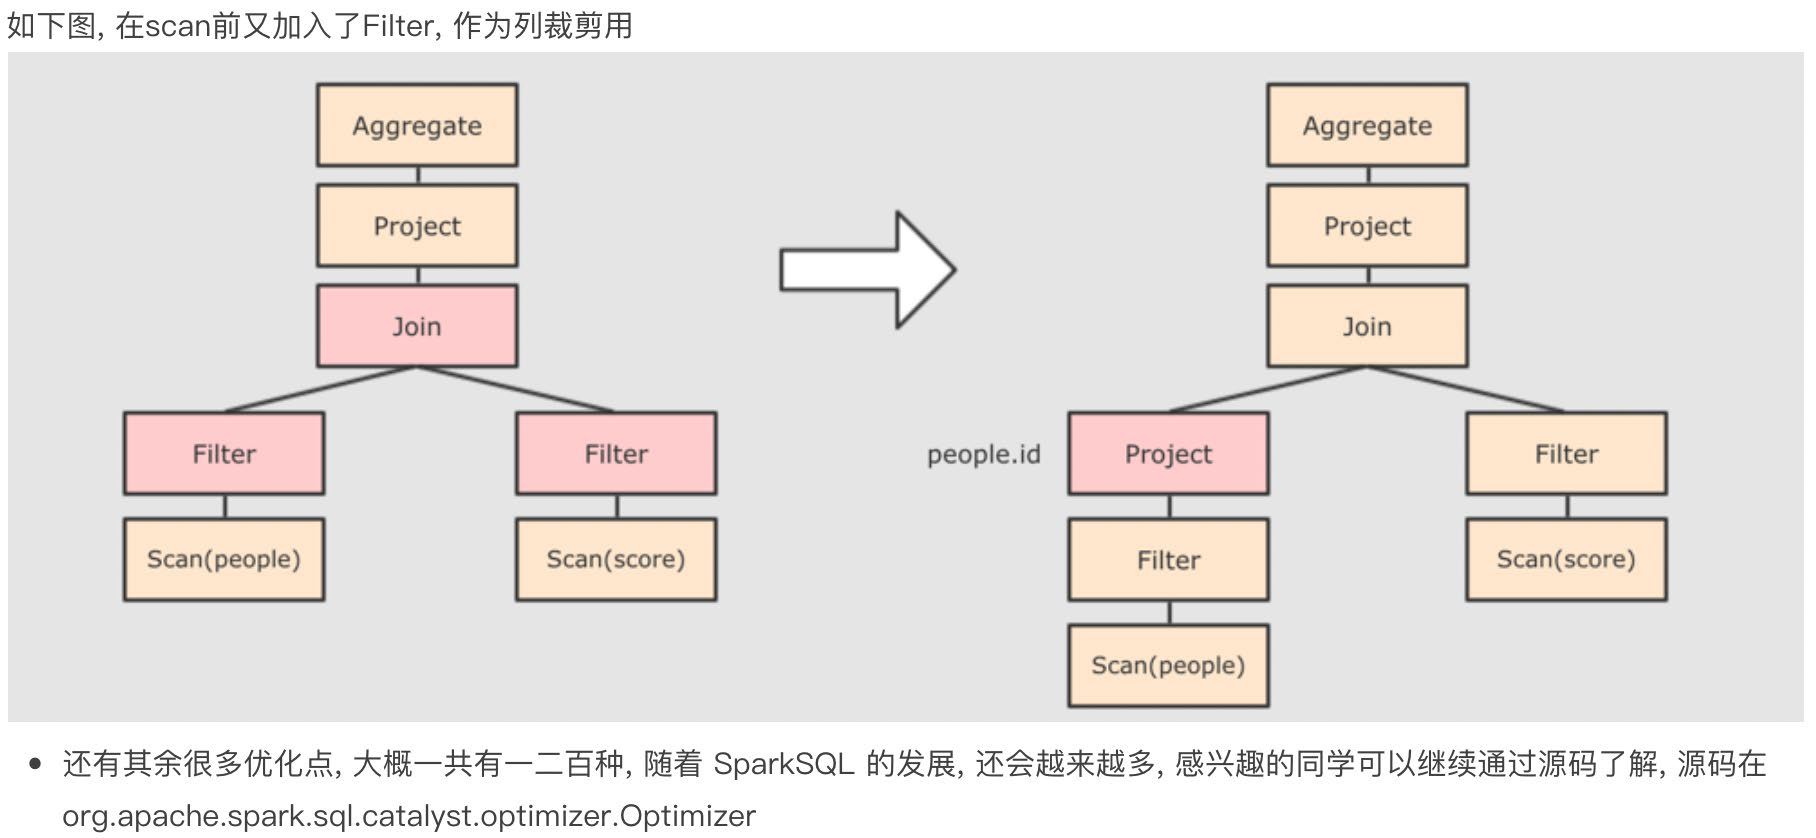 如下图, 在scan前又加入了Filter, 作为列裁剪用
Aggregate
Project
Join
Filter
Filter
Scan(people)
Scan(score)
Aggregate
Project
Join
people.id
Project
Filter
Filter
Scan(score)
Scan(people)
还有其余很多优化点, 大概一共有一二百种, 随着 SparkSQL 的发展, 还会越来越多, 感兴趣的同学可以继续通过源码了解, 源码在
org.apache.spark.sql.catalyst.optimizer.Optimizer